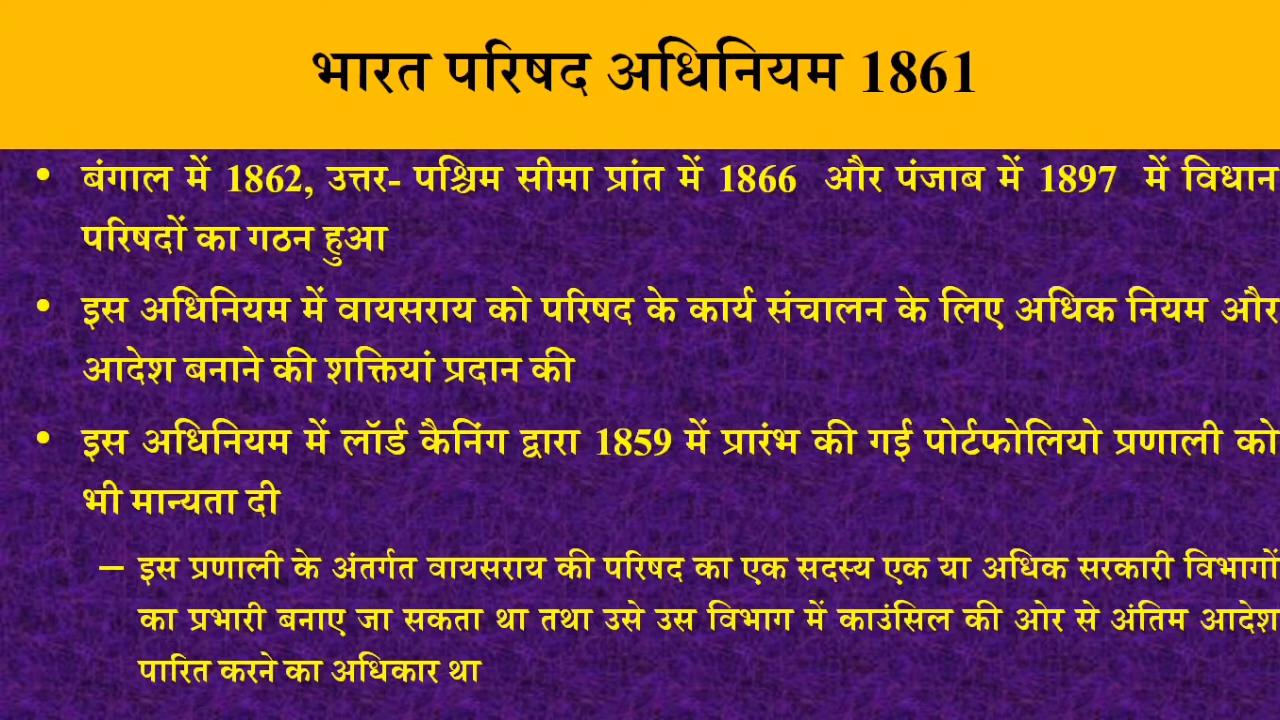 भारत परिषद अधिनियम 1861
• बंगाल में 1862, उत्तर- पश्चिम सीमा प्रांत में 1866 और पंजाब में 1897 में विधान
परिषदों का गठन हुआ
• इस अधिनियम में वायसराय को परिषद के कार्य संचालन के लिए अधिक नियम और
आदेश बनाने की शक्तियां प्रदान की
• इस अधिनियम में लॉर्ड कैनिंग द्वारा 1859 में प्रारंभ की गई पोर्टफोलियो प्रणाली को
भी मान्यता दी
– इस प्रणाली के अंतर्गत वायसराय की परिषद का एक सदस्य एक या अधिक सरकारी विभागों
का प्रभारी बनाए जा सकता था तथा उसे उस विभाग में काउंसिल की ओर से अंतिम आदेश
पारित करने का अधिकार था